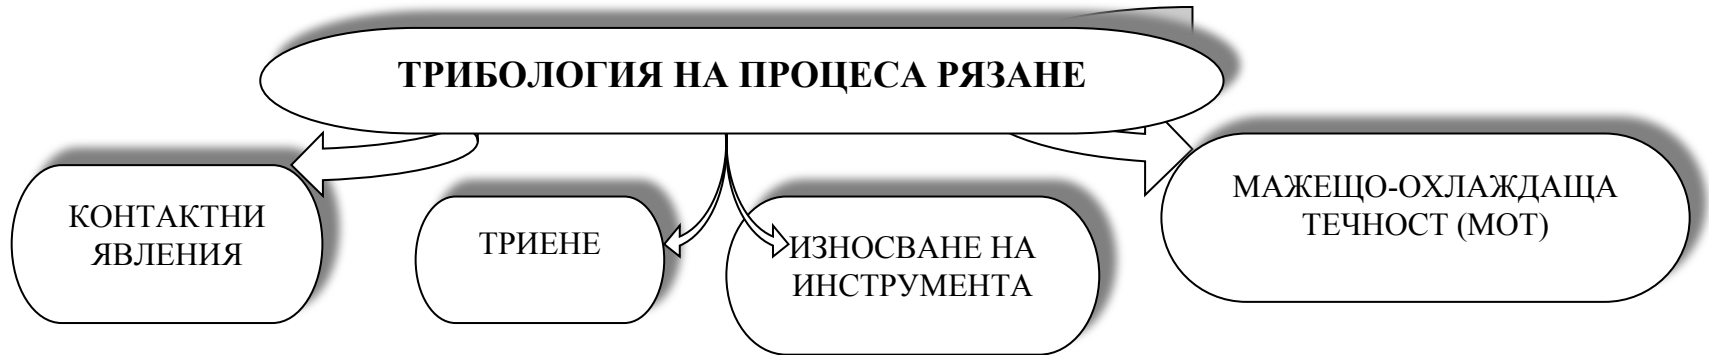 ТРИБОЛОГИЯ НА ПРОЦЕСА РЯЗАНЕ
КОНТАКТНИ
ЯВЛЕНИЯ
ТРИЕНЕ
ИЗНОСВАНЕ НА
ИНСТРУМЕНТА
МАЖЕЩО-ОХЛАЖДАЩА
ТЕЧНОСТ (МОТ)